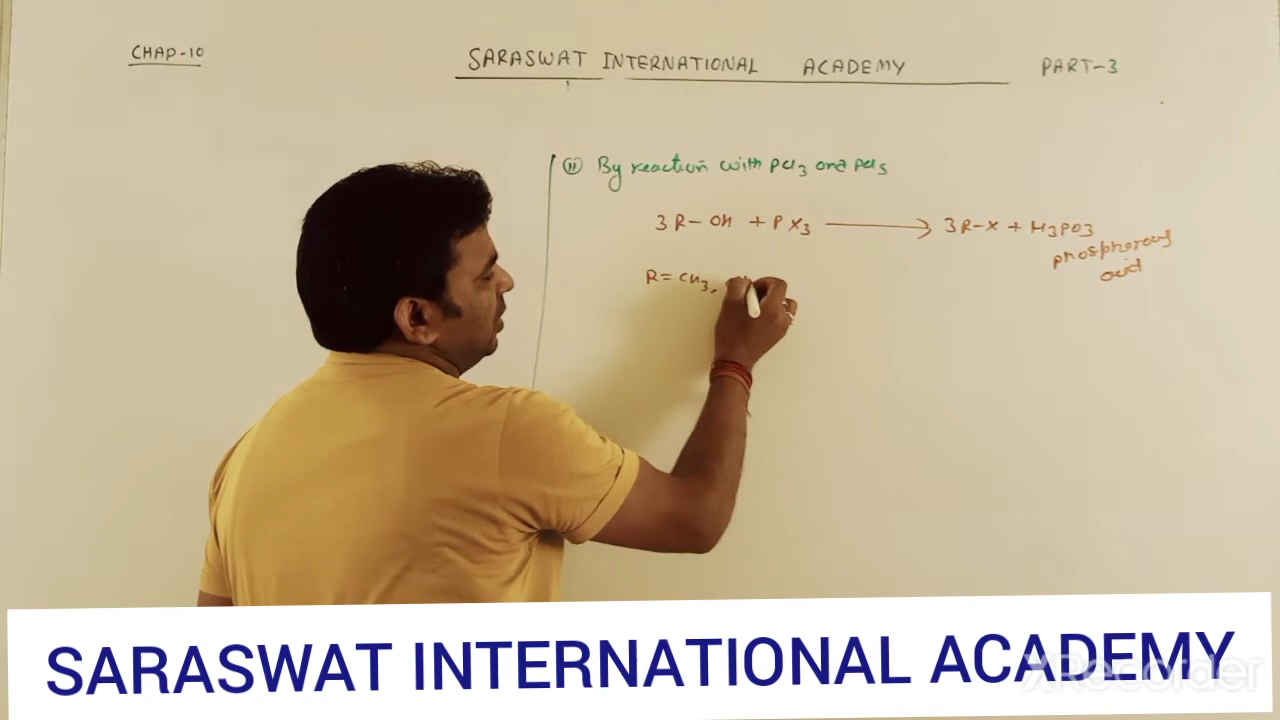 CHAP-10
SARASWAT INTERNATIONAL ACADEMY
PART-3
(ii) By reaction with PCl3 and PCl5
3R-OH + PX3 → 3R-X + H3PO3
phosphorous
acid
R=CH3,
SARASWAT INTERNATIONAL ACADEMY
XRecorder